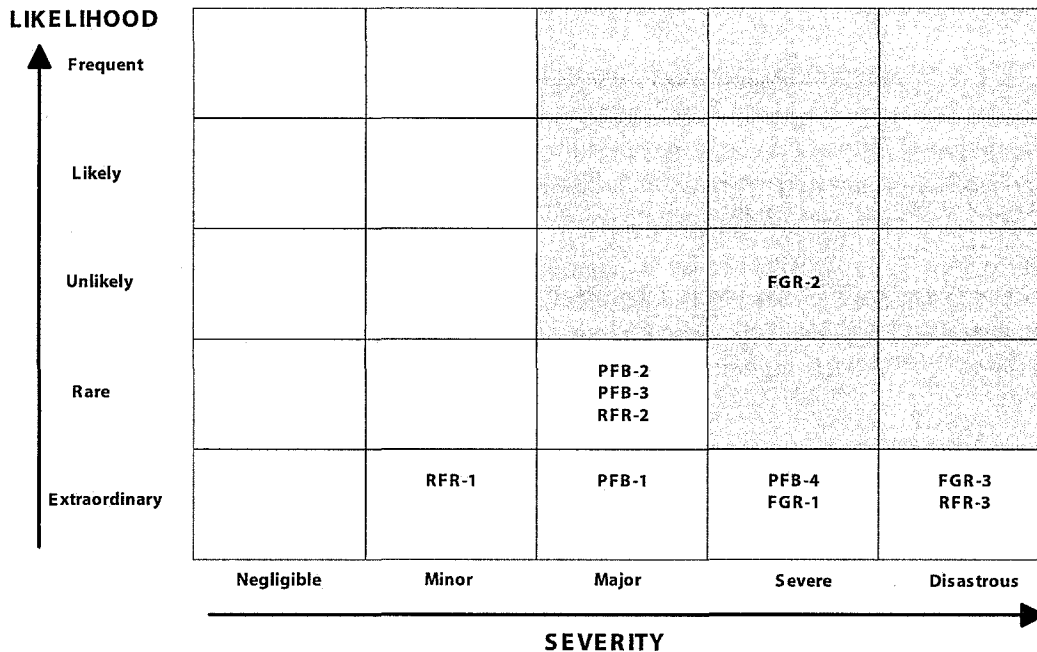 LIKELIHOOD
Frequent
Likely
Unlikely
FGR-2
Rare
PFB-2
PFB-3
RFR-2
Extraordinary
RFR-1
PFB-1
PFB-4
FGR-1
FGR-3
RFR-3
Negligible
Minor
Major
Severe
Disastrous
SEVERITY